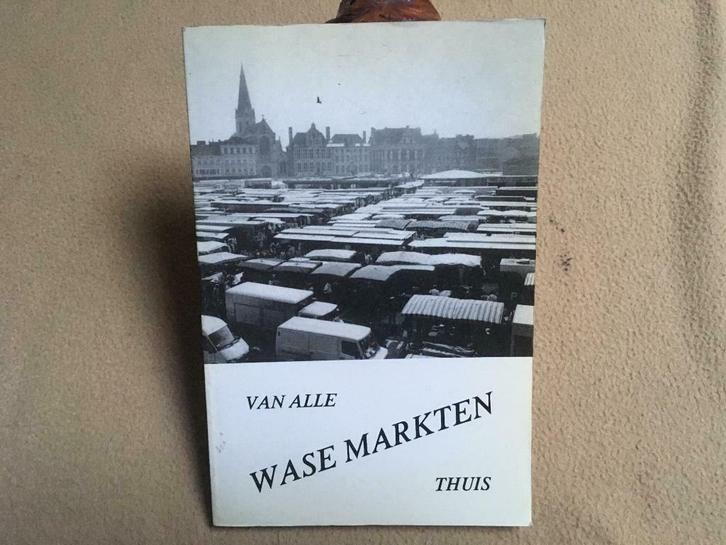 VAN ALLE
WASE MARKTEN
THUIS